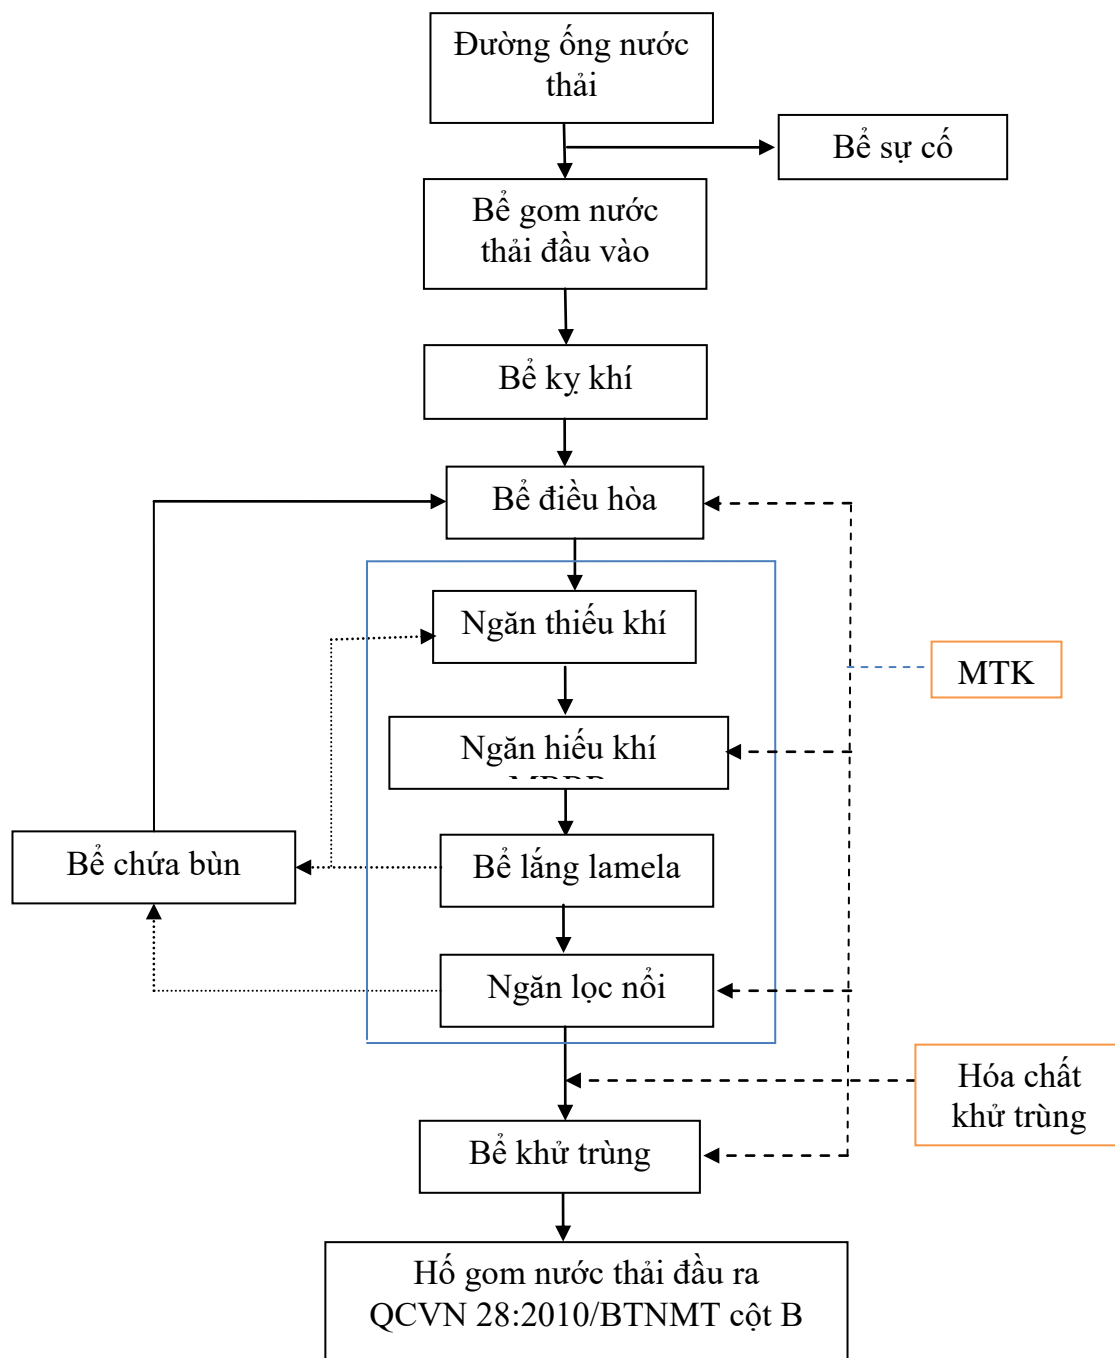 Đường ống nước
thải
Bể sự cố
Bể gom nước
thải đầu vào
Bể kỵ khí
Bể điều hòa
Ngăn thiếu khí
MTK
Ngăn hiếu khí
Bể chứa bùn
Bể lắng lamela
Ngăn lọc nổi
Hóa chất
khử trùng
Bể khử trùng
Hố gom nước thải đầu ra
QCVN 28:2010/BTNMT cột B